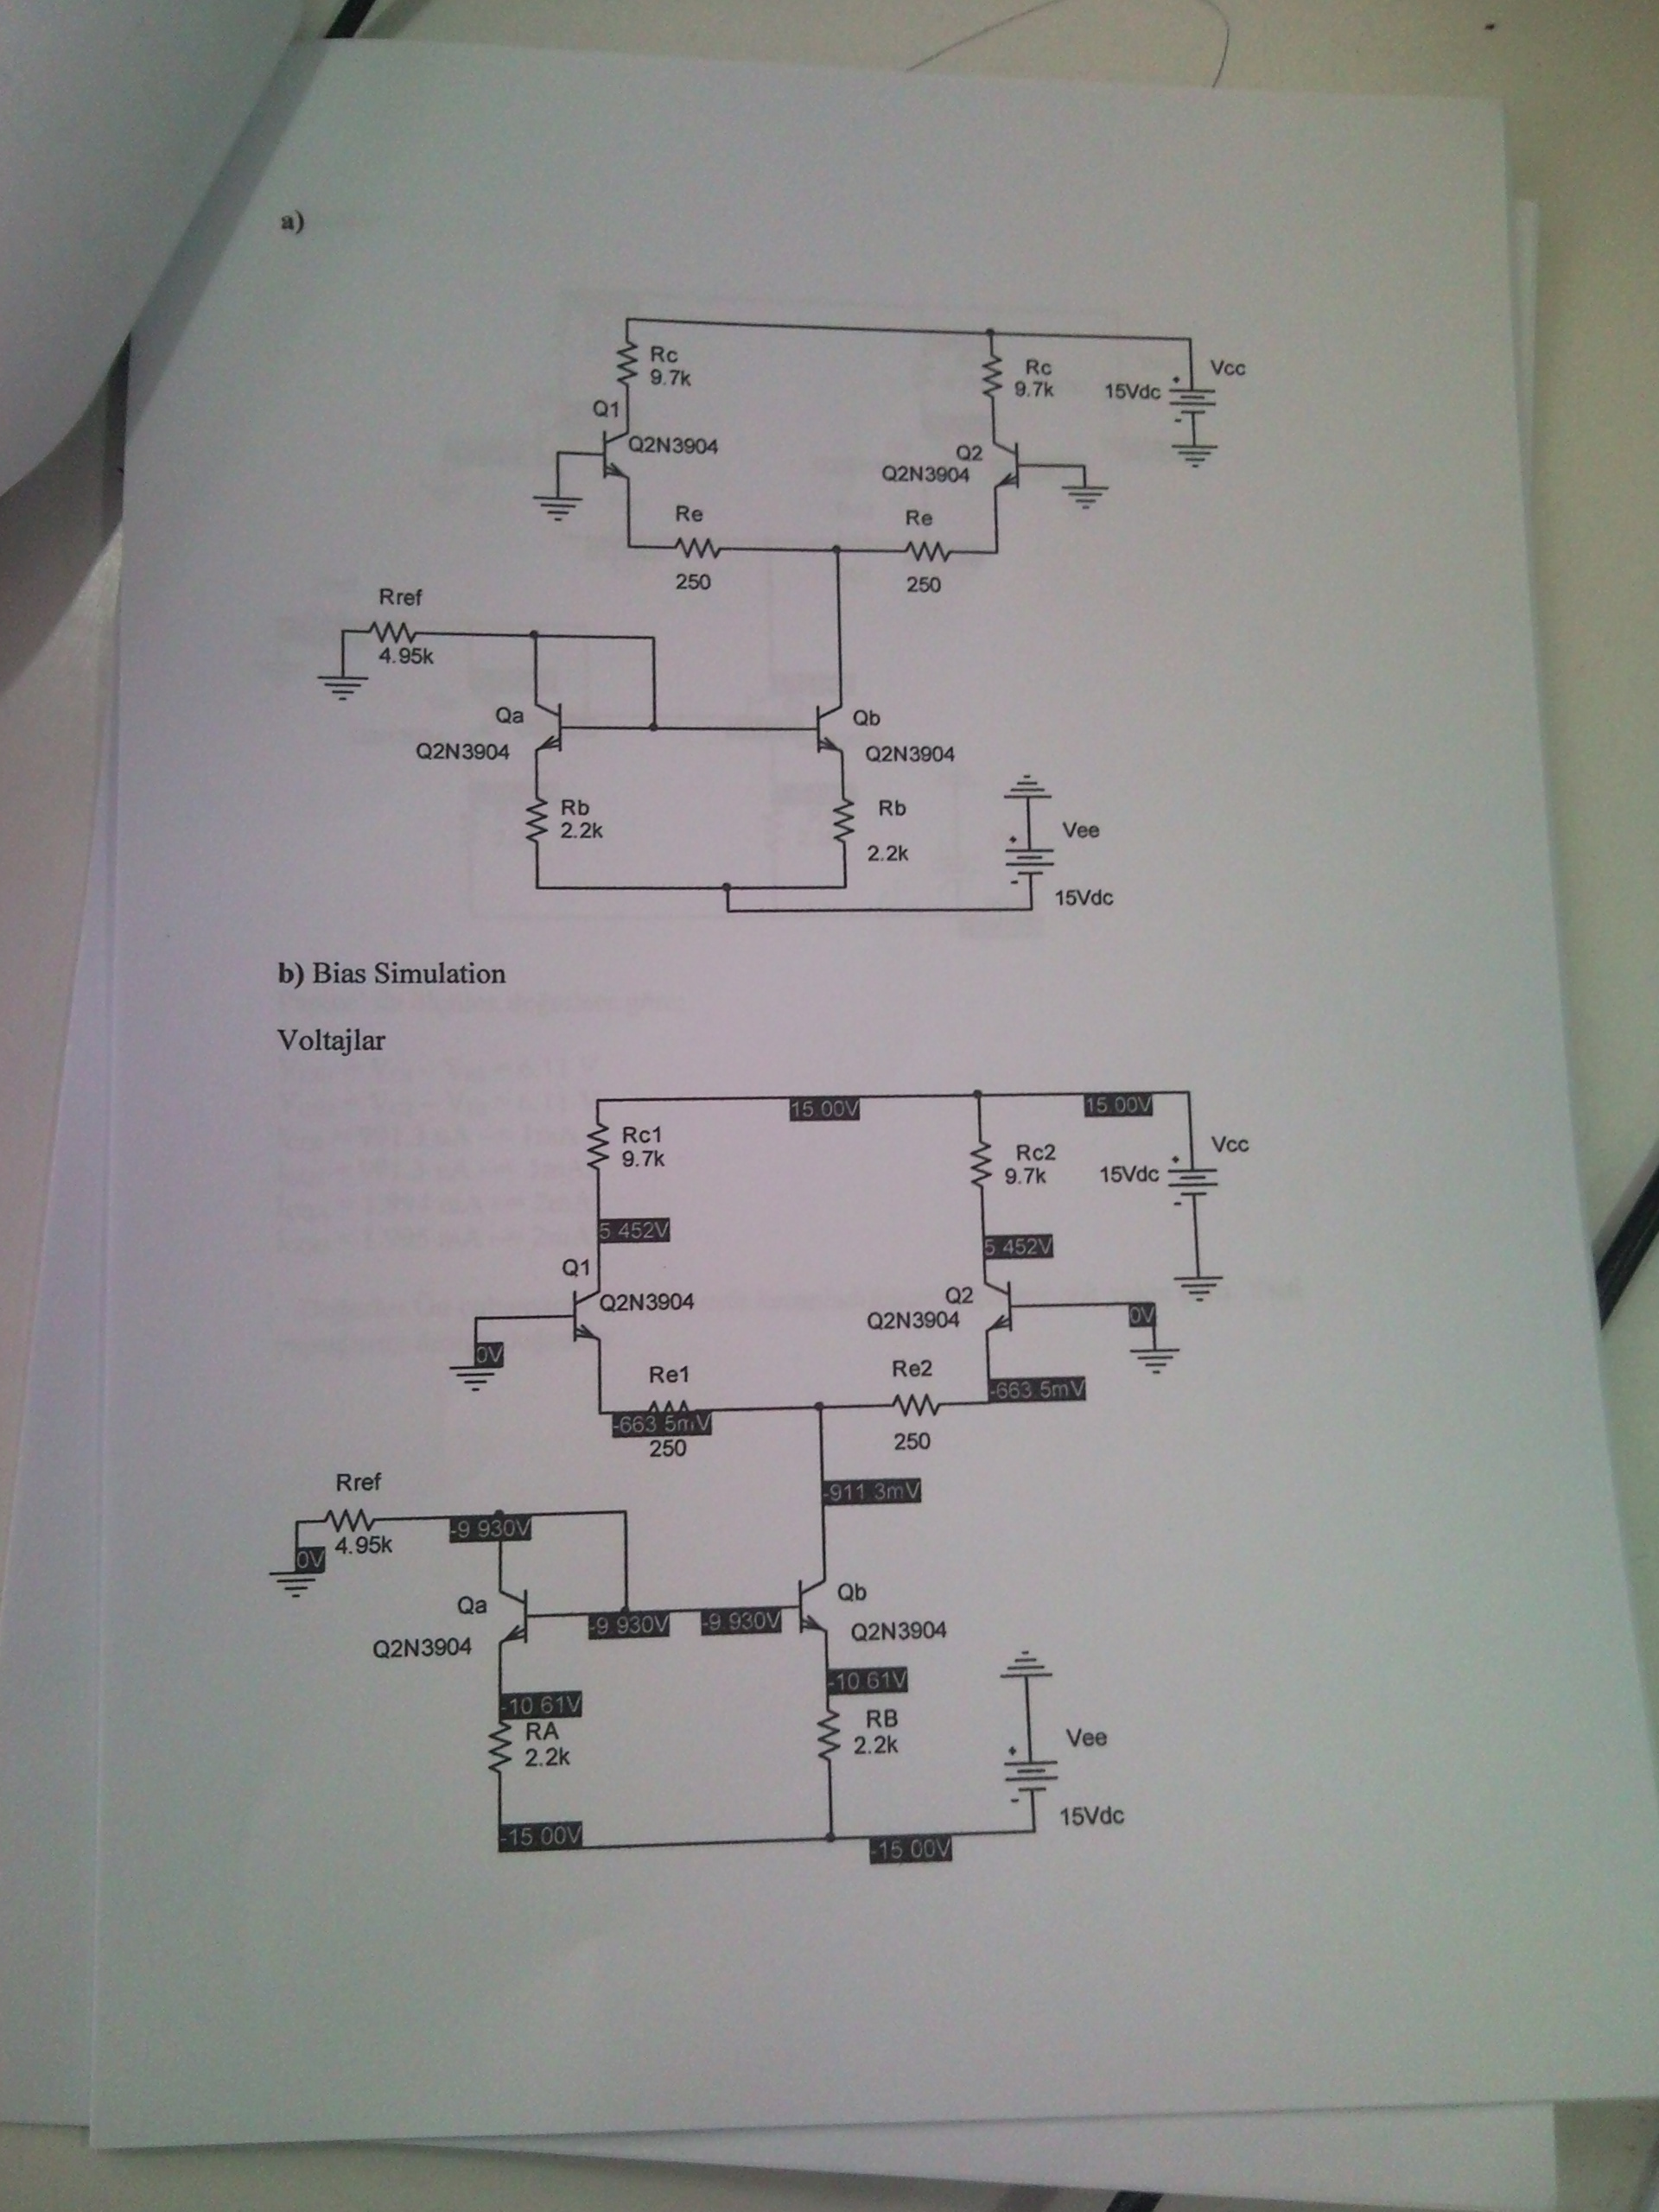 a)
Rc
9.7k
Q1
Q2N3904
Rc
9.7k
Vcc
15Vdc
Q2
Q2N3904
Re
250
Re
250
Rref
4.95k
Qa
Q2N3904
Qb
Q2N3904
Rb
2.2k
Rb
2.2k
Vee
15Vdc
b) Bias Simulation
Voltajlar
15.00V
15.00V
Rc1
9.7k
Rc2
9.7k
Vcc
15Vdc
5.452V
5.452V
Q1
Q2N3904
Q2
Q2N3904
0V
0V
Re1
-663.5mV
250
Re2
250
-663.5mV
-911.3mV
Rref
4.95k
0V
-9.930V
Qa
Q2N3904
-9.930V
-9.930V
Qb
Q2N3904
-10.61V
-10.61V
RA
2.2k
RB
2.2k
Vee
15Vdc
-15.00V
-15.00V